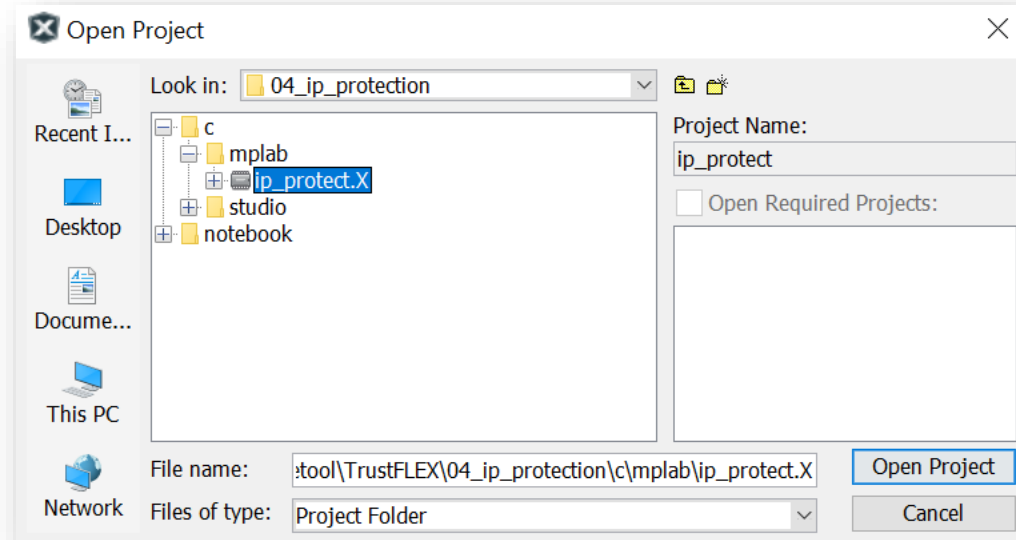 Open Project
Look in: 04_ip_protection
Recent I...
Desktop
Docume...
This PC
Network
c
mplab
ip_protect.X
studio
notebook
Project Name:
ip_protect
Open Required Projects:
File name: :tool\TrustFLEX\04_ip_protection\c\mplab\ip_protect.X
Open Project
Files of type: Project Folder
Cancel